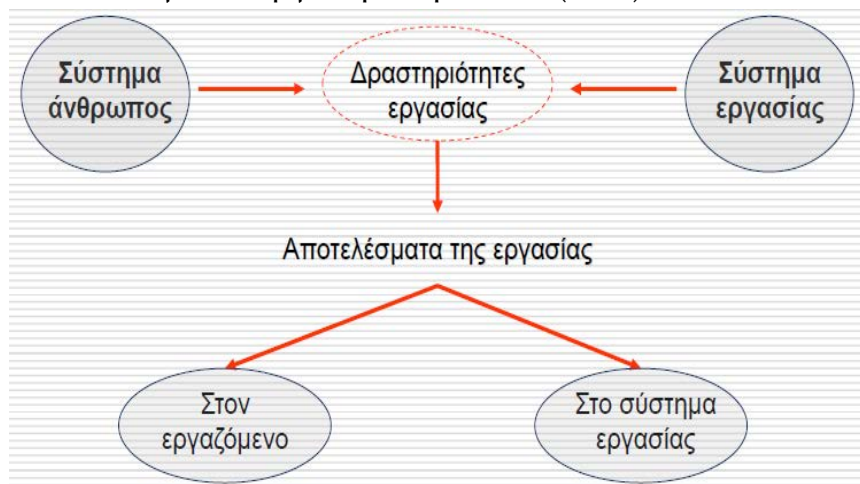 Σύστημα
άνθρωπος
Δραστηριότητες
εργασίας
Σύστημα
εργασίας
Αποτελέσματα της εργασίας
Στον
εργαζόμενο
Στο σύστημα
εργασίας